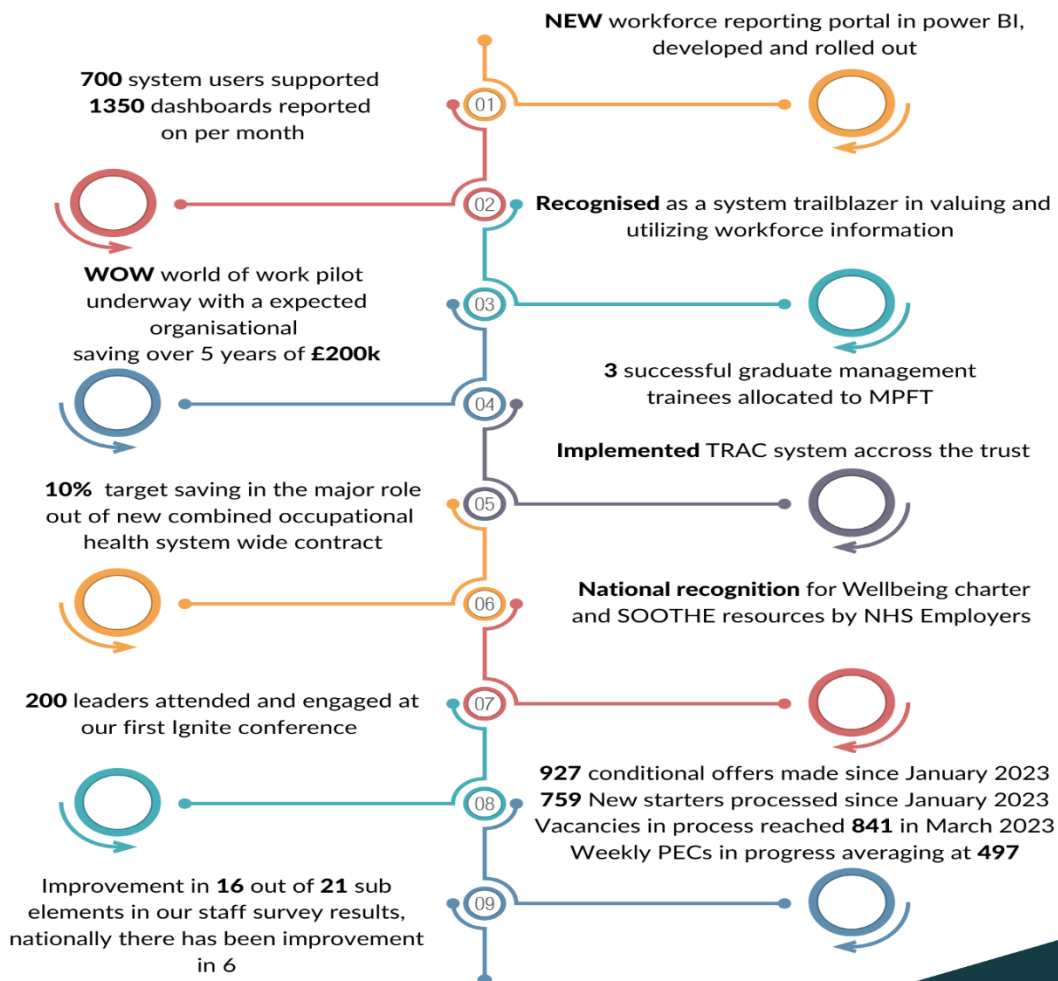 NEW workforce reporting portal in power BI,
developed and rolled out
01
700 system users supported
1350 dashboards reported
on per month
02
Recognised as a system trailblazer in valuing and
utilizing workforce information
03
WOW world of work pilot
underway with a expected
organisational
saving over 5 years of £200k
04
3 successful graduate management
trainees allocated to MPFT
Implemented TRAC system accross the trust
05
10% target saving in the major role
out of new combined occupational
health system wide contract
06
National recognition for Wellbeing charter
and SOOTHE resources by NHS Employers
07
200 leaders attended and engaged at
our first Ignite conference
08
927 conditional offers made since January 2023
759 New starters processed since January 2023
Vacancies in process reached 841 in March 2023
Weekly PECs in progress averaging at 497
09
Improvement in 16 out of 21 sub
elements in our staff survey results,
nationally there has been improvement
in 6